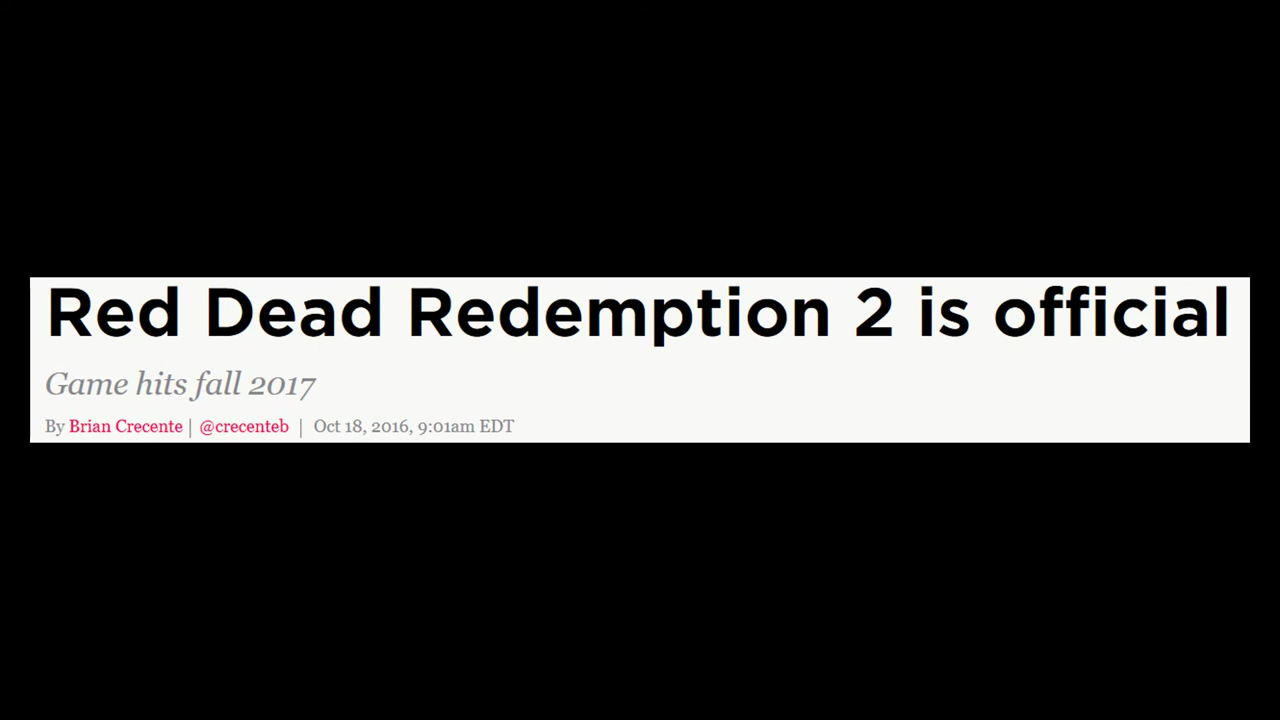 Red Dead Redemption 2 is official
Game hits fall 2017
By Brian Crecente | @crecenteb | Oct 18, 2016, 9:01am EDT